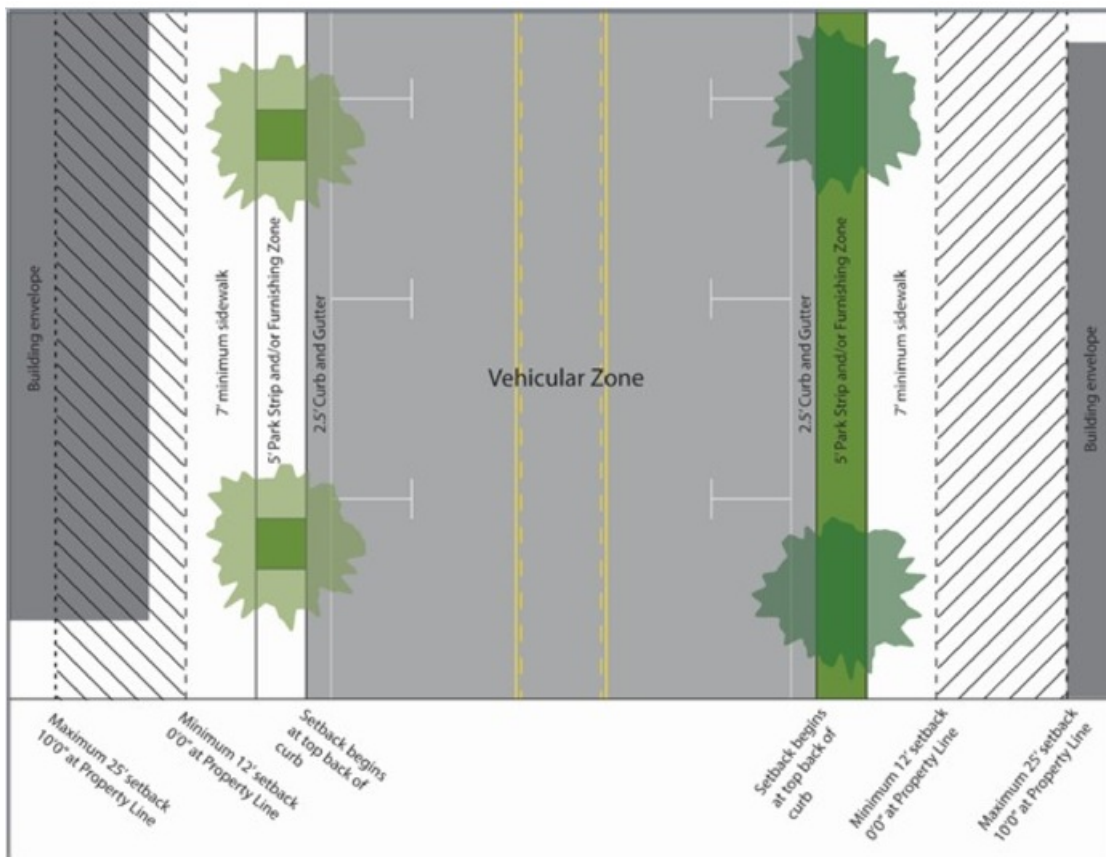 Building envelope
7' minimum sidewalk
5' Park Strip and/or Furnishing Zone
2.5' Curb and Gutter
Vehicular Zone
2.5' Curb and Gutter
5' Park Strip and/or Furnishing Zone
7' minimum sidewalk
Building envelope
Maximum 25' setback
10'0" at Property Line
Minimum 12' setback
0'0" at Property Line
Setback begins
at top back of
curb
Setback begins
at top back of
curb
Minimum 12' setback
0'0" at Property Line
Maximum 25' setback
10'0" at Property Line